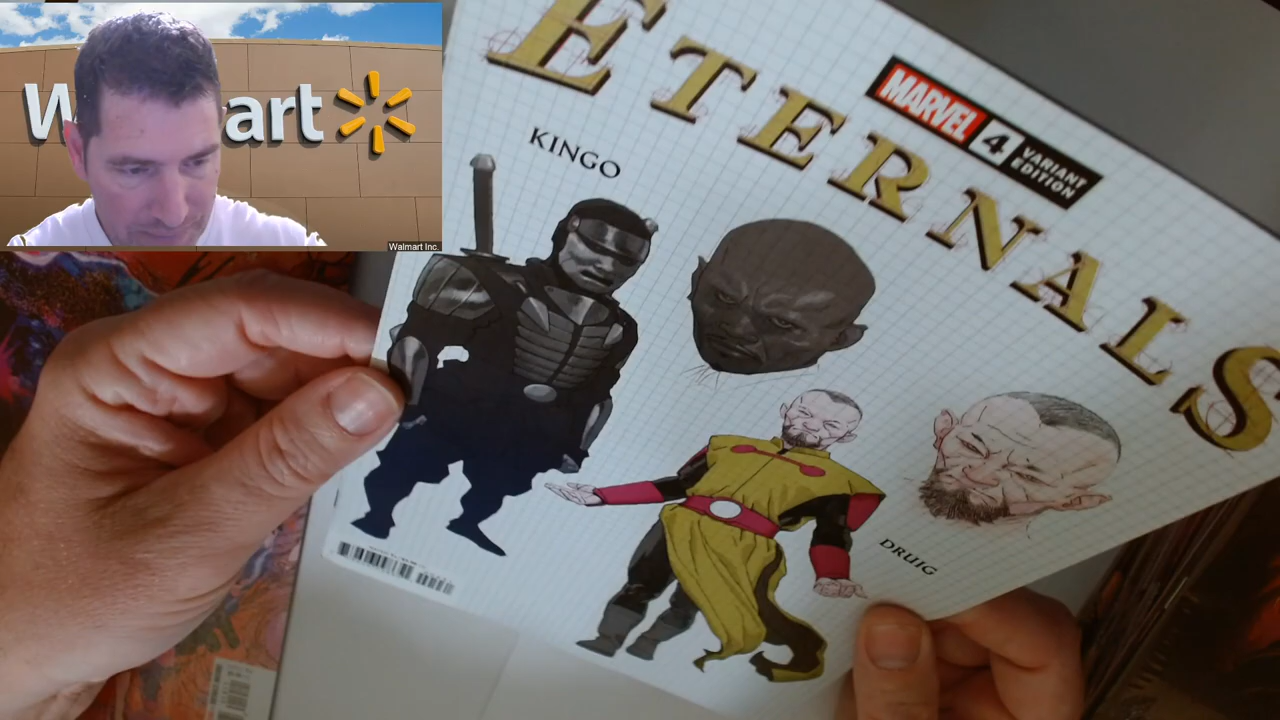 Walmart
Walmart Inc.
ETERNALS
MARVEL
4
VARIANT
EDITION
KINGO
DRUIG